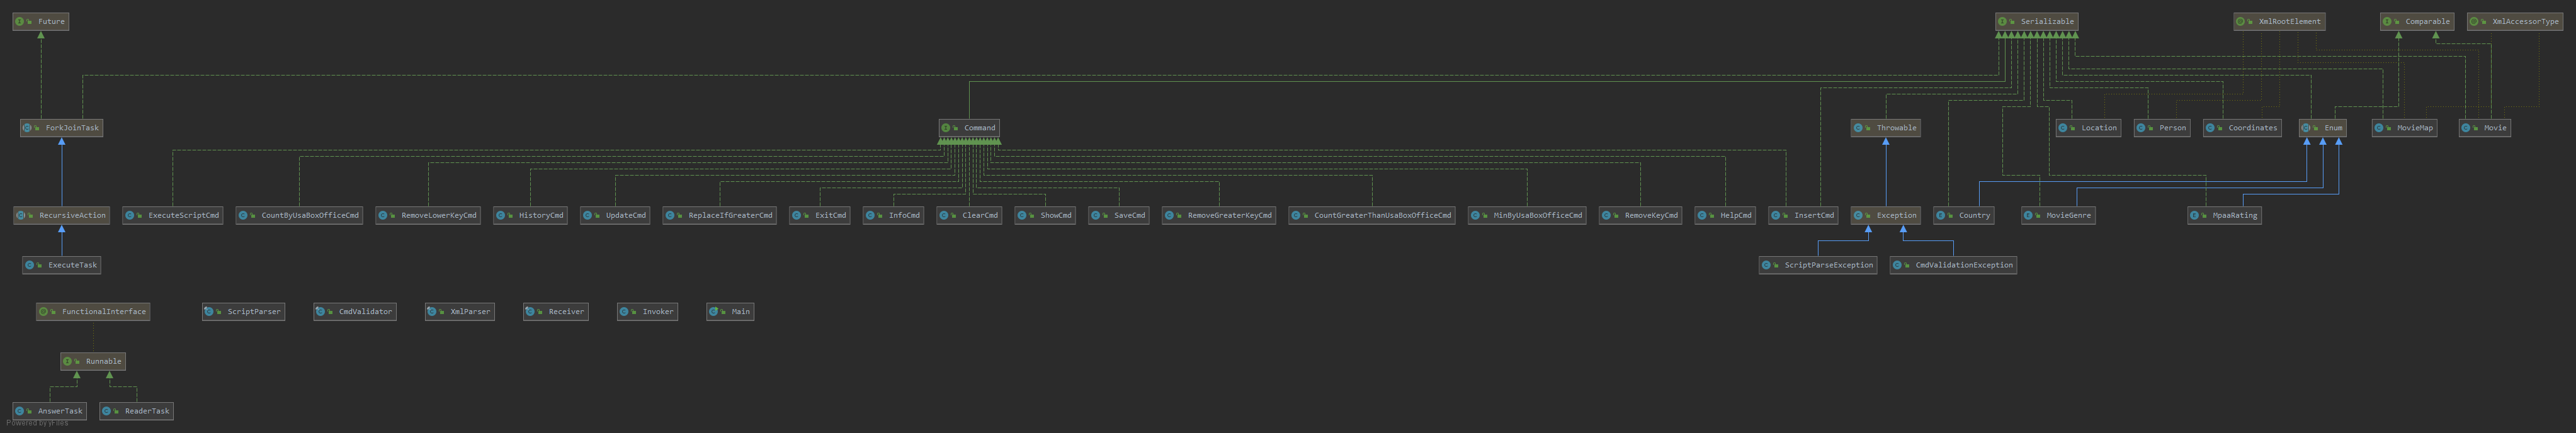 Future
Serializable
XmlRootElement
Comparable
XmlAccessorType
ForkJoinTask
Command
Throwable
Location
Person
Coordinates
Enum
MovieMap
Movie
RecursiveAction
ExecuteScriptCmd
CountByUsaBoxOfficeCmd
RemoveLowerKeyCmd
HistoryCmd
UpdateCmd
ReplaceIfGreaterCmd
ExitCmd
InfoCmd
ClearCmd
ShowCmd
SaveCmd
RemoveGreaterKeyCmd
CountGreaterThanUsaBoxOfficeCmd
MinByUsaBoxOfficeCmd
RemoveKeyCmd
HelpCmd
InsertCmd
Exception
Country
MovieGenre
MpaaRating
ExecuteTask
ScriptParseException
CmdValidationException
FunctionalInterface
ScriptParser
CmdValidator
XmlParser
Receiver
Invoker
Main
Runnable
AnswerTask
ReaderTask
Powered by yFiles